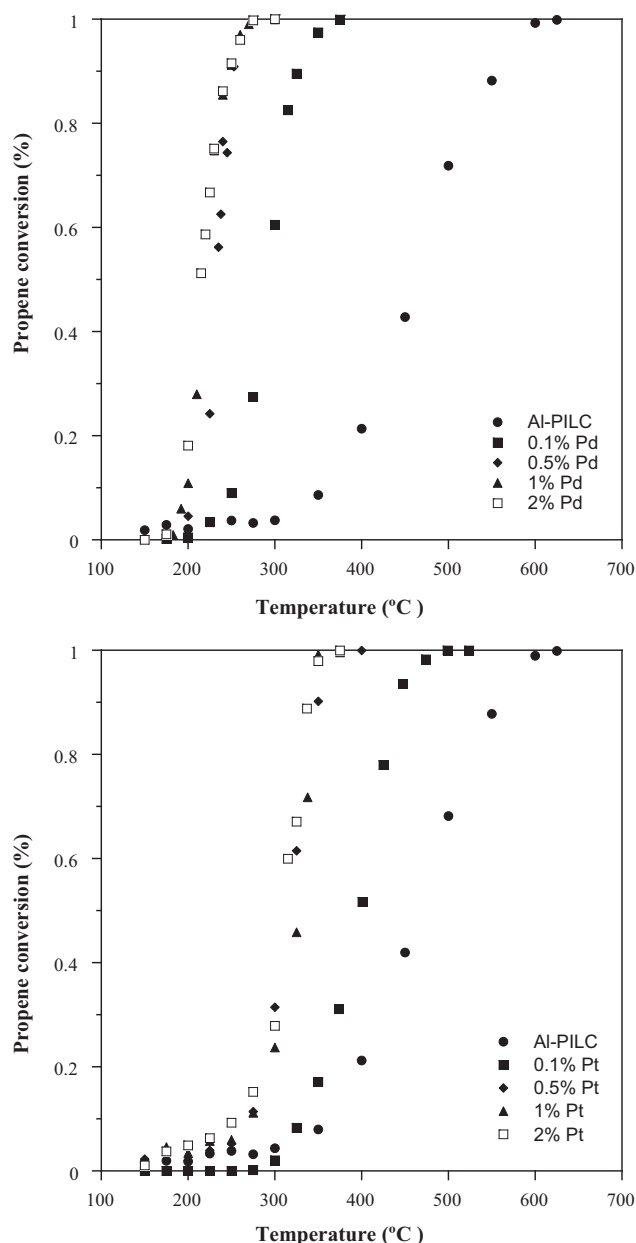 1
0.8
0.6
0.4
0.2
0
Propene conversion (%)
Al-PILC
0.1% Pd
0.5% Pd
1% Pd
2% Pd
100 200 300 400 500 600 700
Temperature (ºC )
1
0.8
0.6
0.4
0.2
0
Propene conversion (%)
Al-PILC
0.1% Pt
0.5% Pt
1% Pt
2% Pt
100 200 300 400 500 600 700
Temperature (ºC )